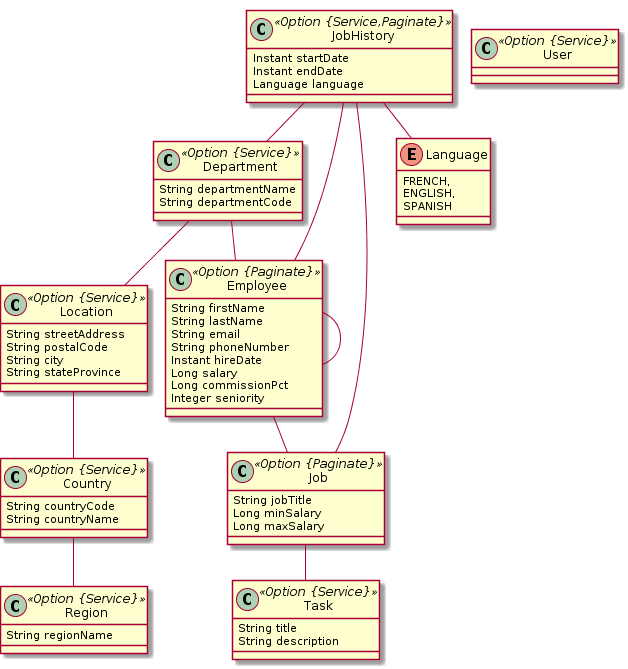 C «Option {Service,Paginate}»
JobHistory
Instant startDate
Instant endDate
Language language
C «Option {Service}»
User
C «Option {Service}»
Department
String departmentName
String departmentCode
E Language
FRENCH,
ENGLISH,
SPANISH
C «Option {Paginate}»
Employee
String firstName
String lastName
String email
String phoneNumber
Instant hireDate
Long salary
Long commissionPct
Integer seniority
C «Option {Service}»
Location
String streetAddress
String postalCode
String city
String stateProvince
C «Option {Paginate}»
Job
String jobTitle
Long minSalary
Long maxSalary
C «Option {Service}»
Country
String countryCode
String countryName
C «Option {Service}»
Task
String title
String description
C «Option {Service}»
Region
String regionName